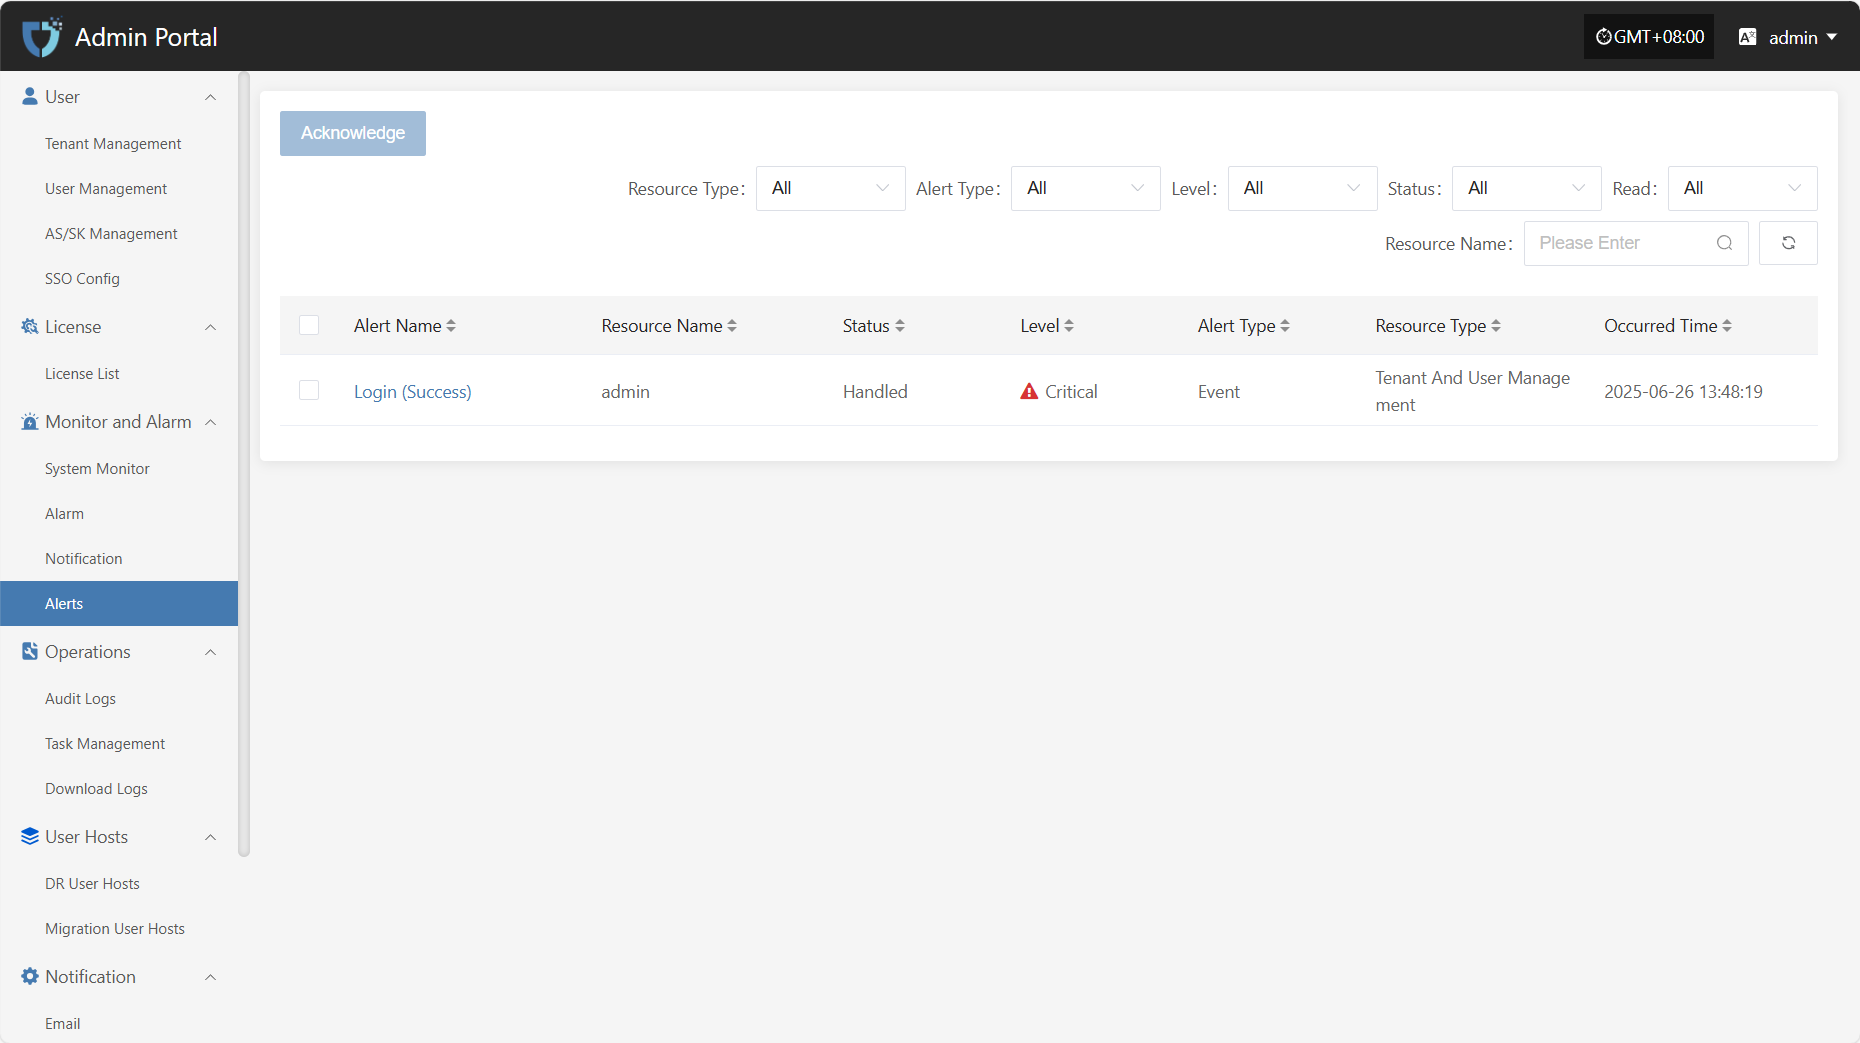 Admin Portal
GMT+08:00
admin
User
Tenant Management
User Management
AS/SK Management
SSO Config
License
License List
Monitor and Alarm
System Monitor
Alarm
Notification
Alerts
Operations
Audit Logs
Task Management
Download Logs
User Hosts
DR User Hosts
Migration User Hosts
Notification
Email
Acknowledge
Resource Type: All Alert Type: All Level: All Status: All Read: All
Resource Name: Please Enter
Alert Name Resource Name Status Level Alert Type Resource Type Occurred Time
Login (Success) admin Handled Critical Event Tenant And User Manage 2025-06-26 13:48:19
ment